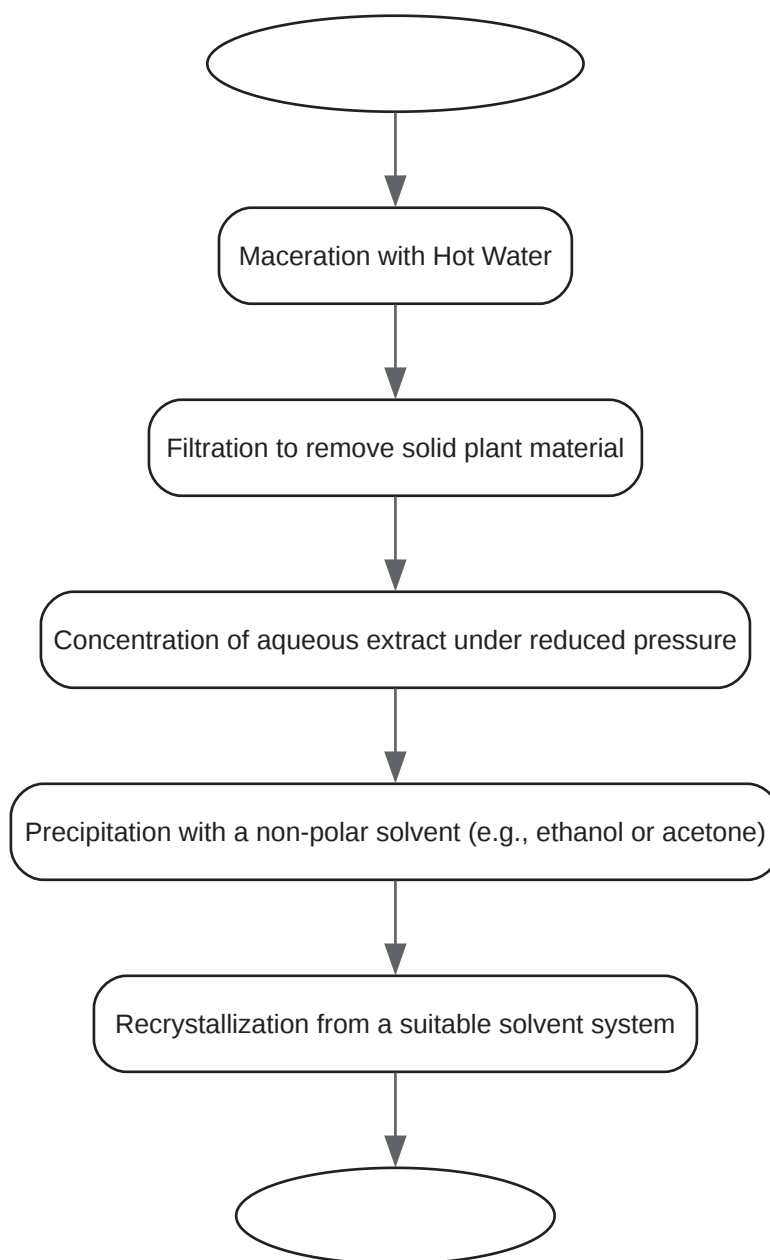 Maceration with Hot Water
Filtration to remove solid plant material
Concentration of aqueous extract under reduced pressure
Precipitation with a non-polar solvent (e.g., ethanol or acetone)
Recrystallization from a suitable solvent system